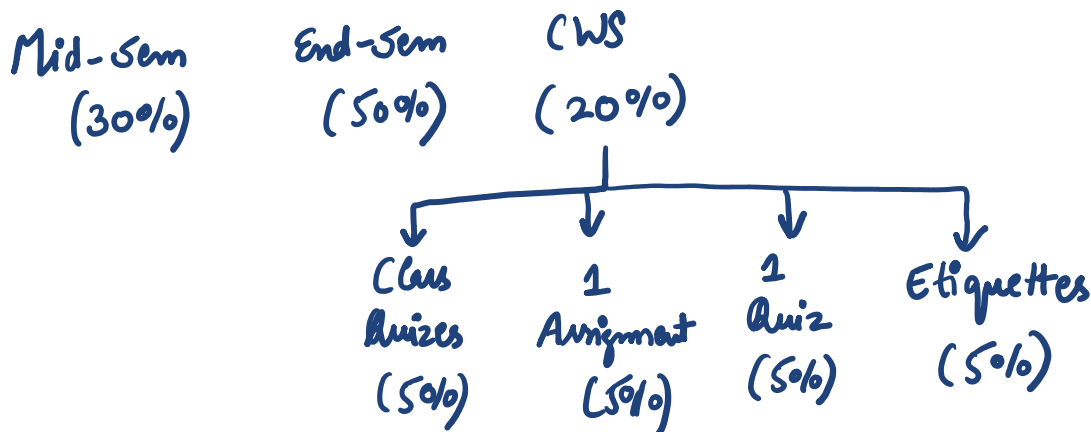 Mid-Sem End-Sem CWS
(30%) (50%) (20%)
Class 1 1 Etiquettes
Quizes Assignment Quiz
(5%) (5%) (5%) (5%)